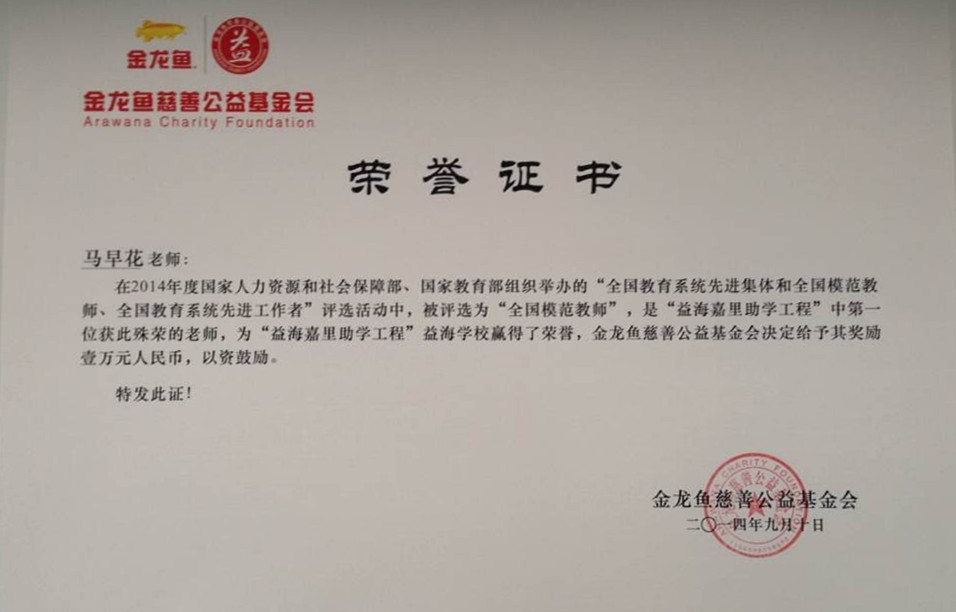 金龙鱼
益
金龙鱼慈善公益基金会
Arawana Charity Foundation
荣誉证书
马早花老师：
在2014年度国家人力资源和社会保障部、国家教育部组织举办的“全国教育系统先进集体和全国模范教
师、全国教育系统先进工作者”评选活动中，被评选为“全国模范教师”，是“益海嘉里助学工程”中第一
位获此殊荣的老师，为“益海嘉里助学工程”益海学校赢得了荣誉，金龙鱼慈善公益基金会决定给予其奖励
壹万元人民币，以资鼓励。
特发此证！
金龙鱼慈善公益基金会
二〇一四年九月十日